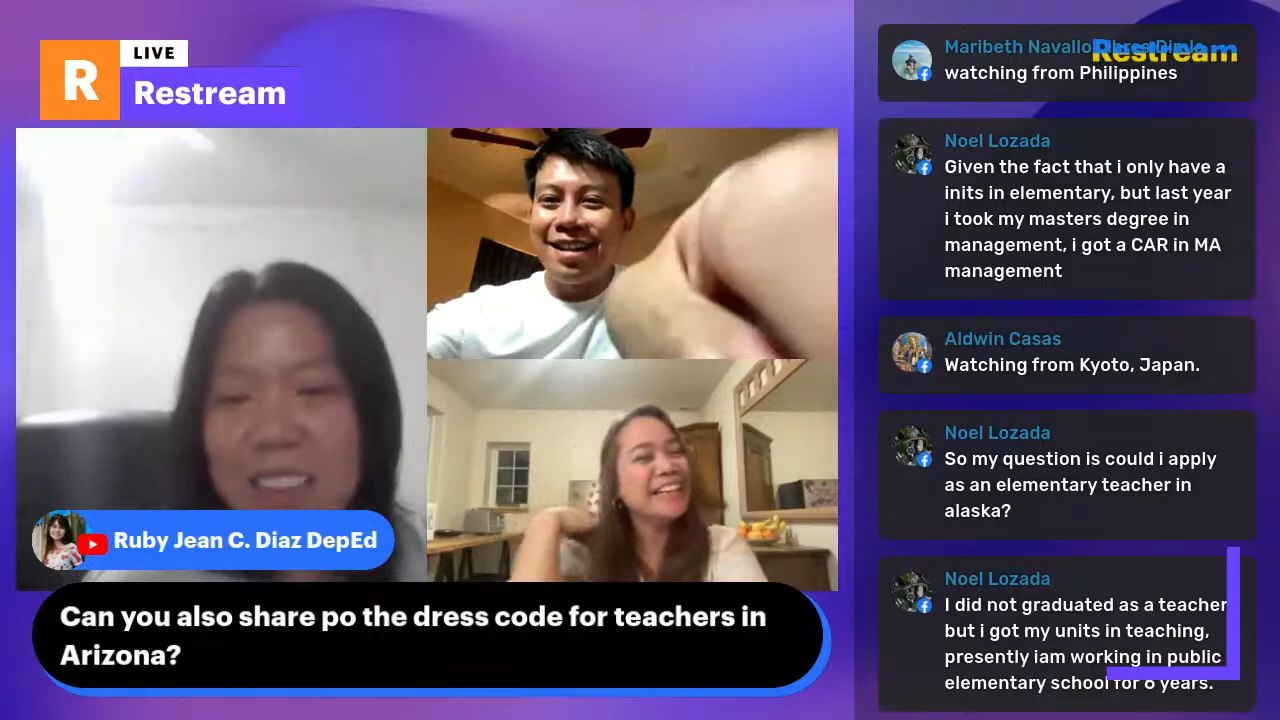 R
LIVE
Restream
Ruby Jean C. Diaz DepEd
Can you also share po the dress code for teachers in
Arizona?
Restream
Maribeth Navallo
watching from Philippines
Noel Lozada
Given the fact that i only have a
inits in elementary, but last year
i took my masters degree in
management, i got a CAR in MA
management
Aldwin Casas
Watching from Kyoto, Japan.
Noel Lozada
So my question is could i apply
as an elementary teacher in
alaska?
Noel Lozada
I did not graduated as a teacher
but i got my units in teaching,
presently iam working in public
elementary school for 6 years.